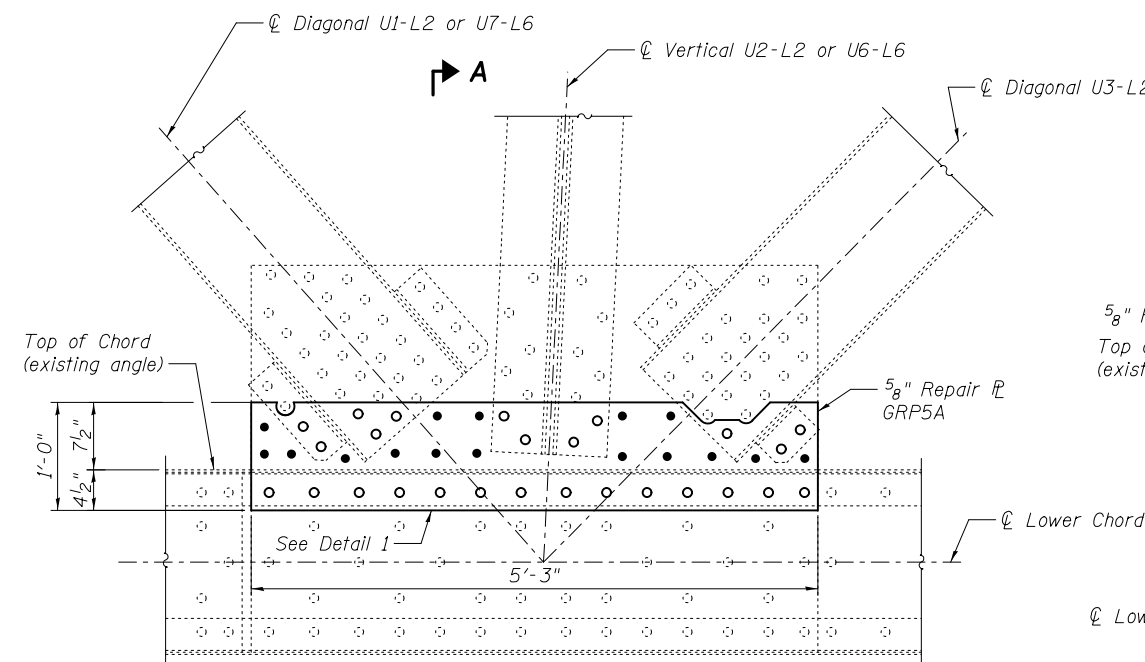 ℄ Diagonal U1-L2 or U7-L6
℄ Vertical U2-L2 or U6-L6
A
℄ Diagonal U3-L2
Top of Chord
(existing angle)
5/8" Repair ℄
GRP5A
1'-0"
7½"
4½"
See Detail 1
5'-3"
℄ Lower Chord
5/8"
Top
(exist
℄ Low